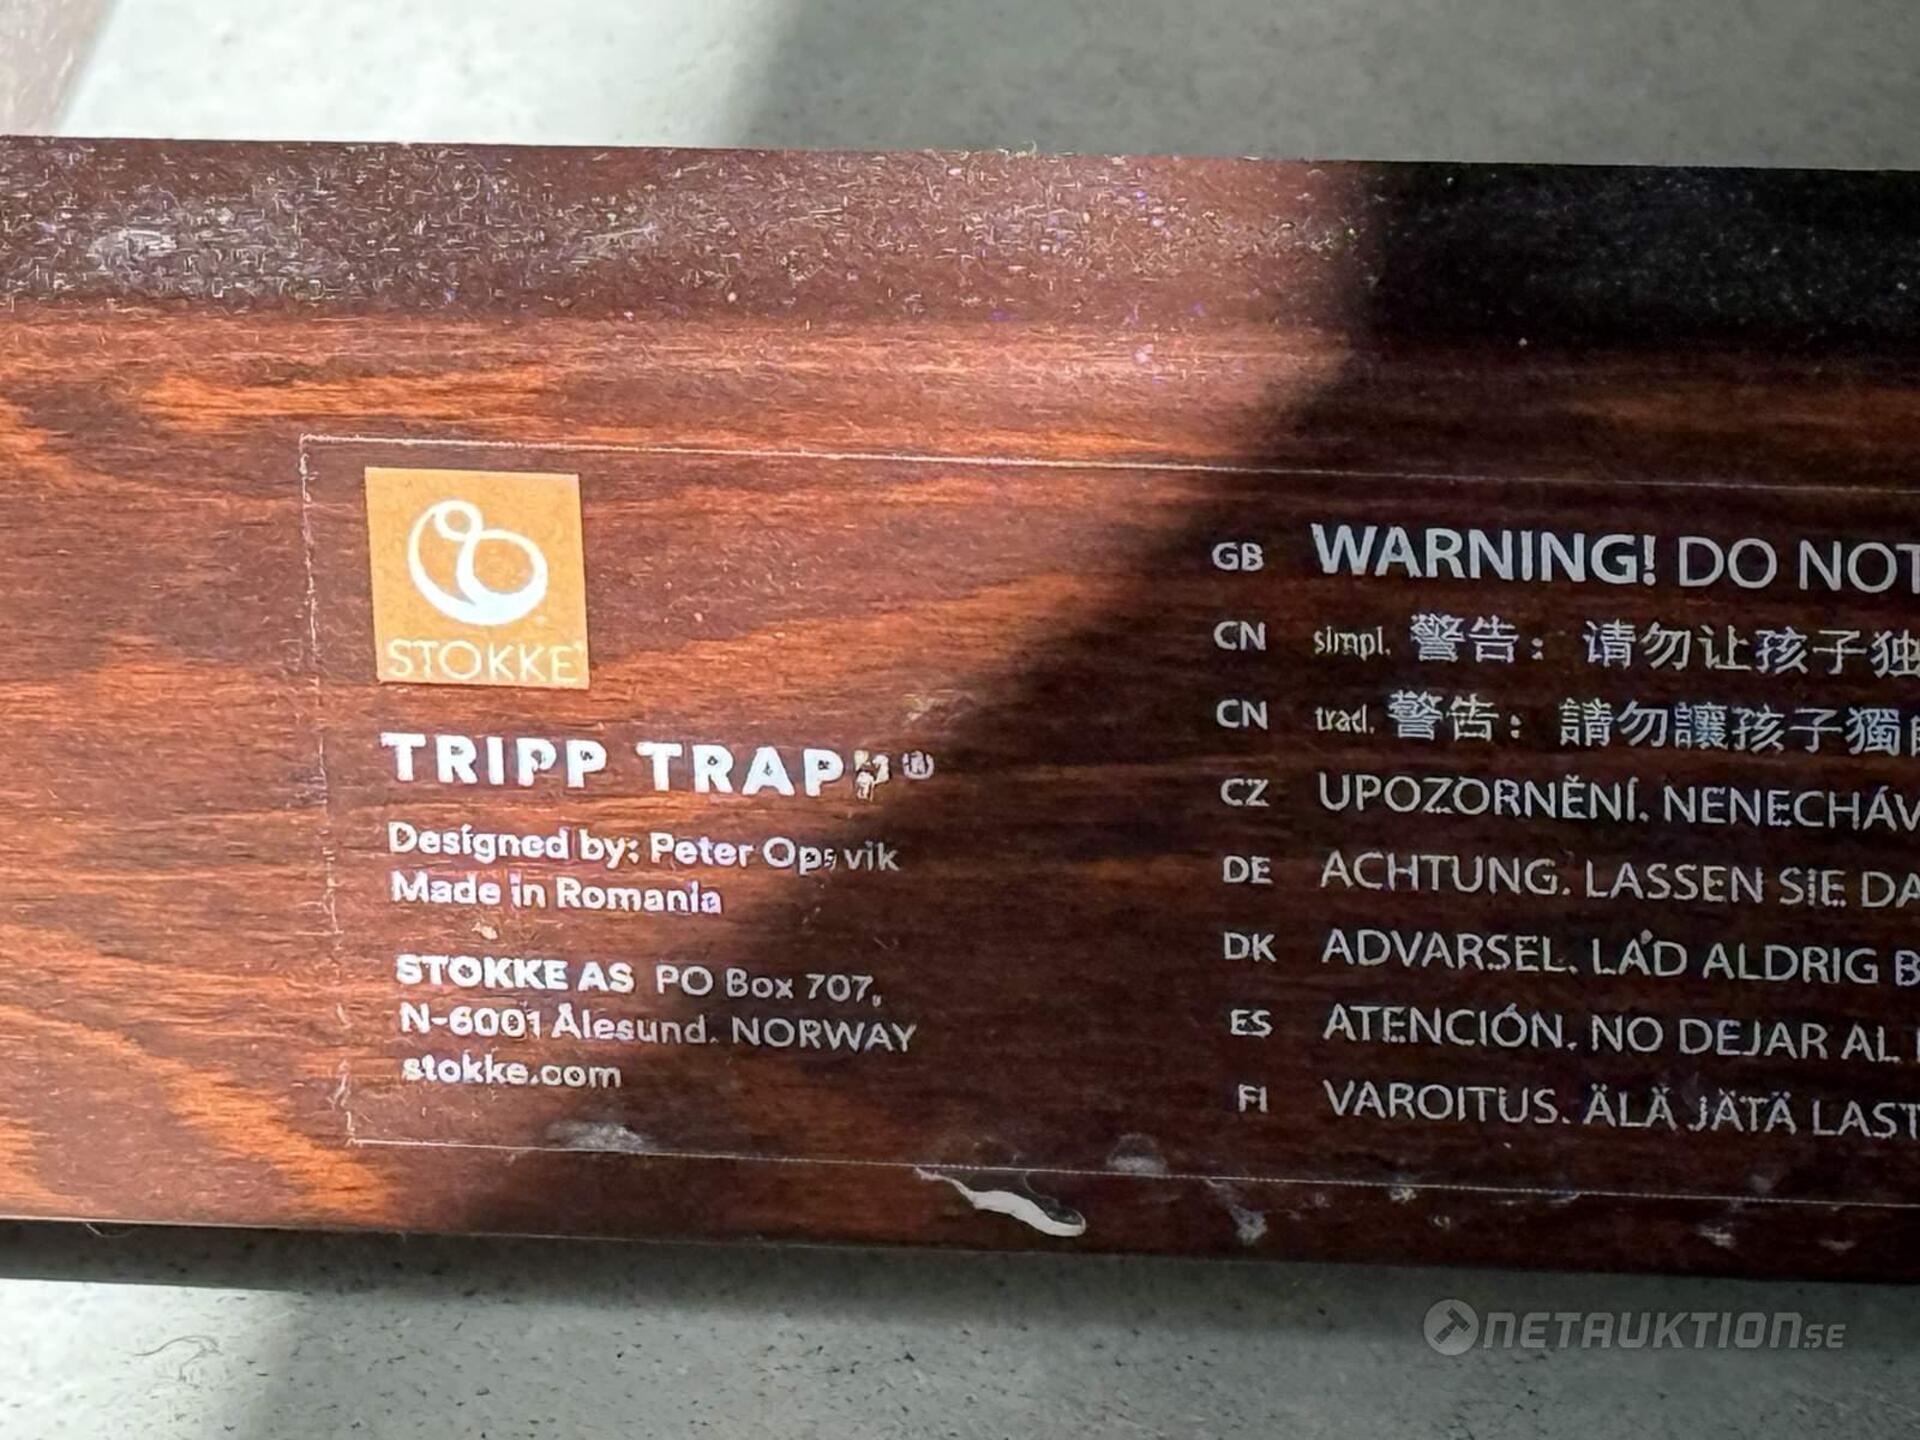 STOKKE
TRIPP TRAPP®
Designed by: Peter Opsvik
Made in Romania
STOKKE AS PO Box 707,
N-6001 Ålesund. NORWAY
stokke.com
GB WARNING! DO NOT
CN simpl. 警告：请勿让孩子独
CN trad. 警告：請勿讓孩子獨
CZ UPOZORNĚNÍ. NENECHÁV
DE ACHTUNG. LASSEN SIE DA
DK ADVARSEL. LAD ALDRIG B
ES ATENCIÓN. NO DEJAR AL
FI VAROITUS. ÄLÄ JÄTÄ LAST
NETAUKTION.SE